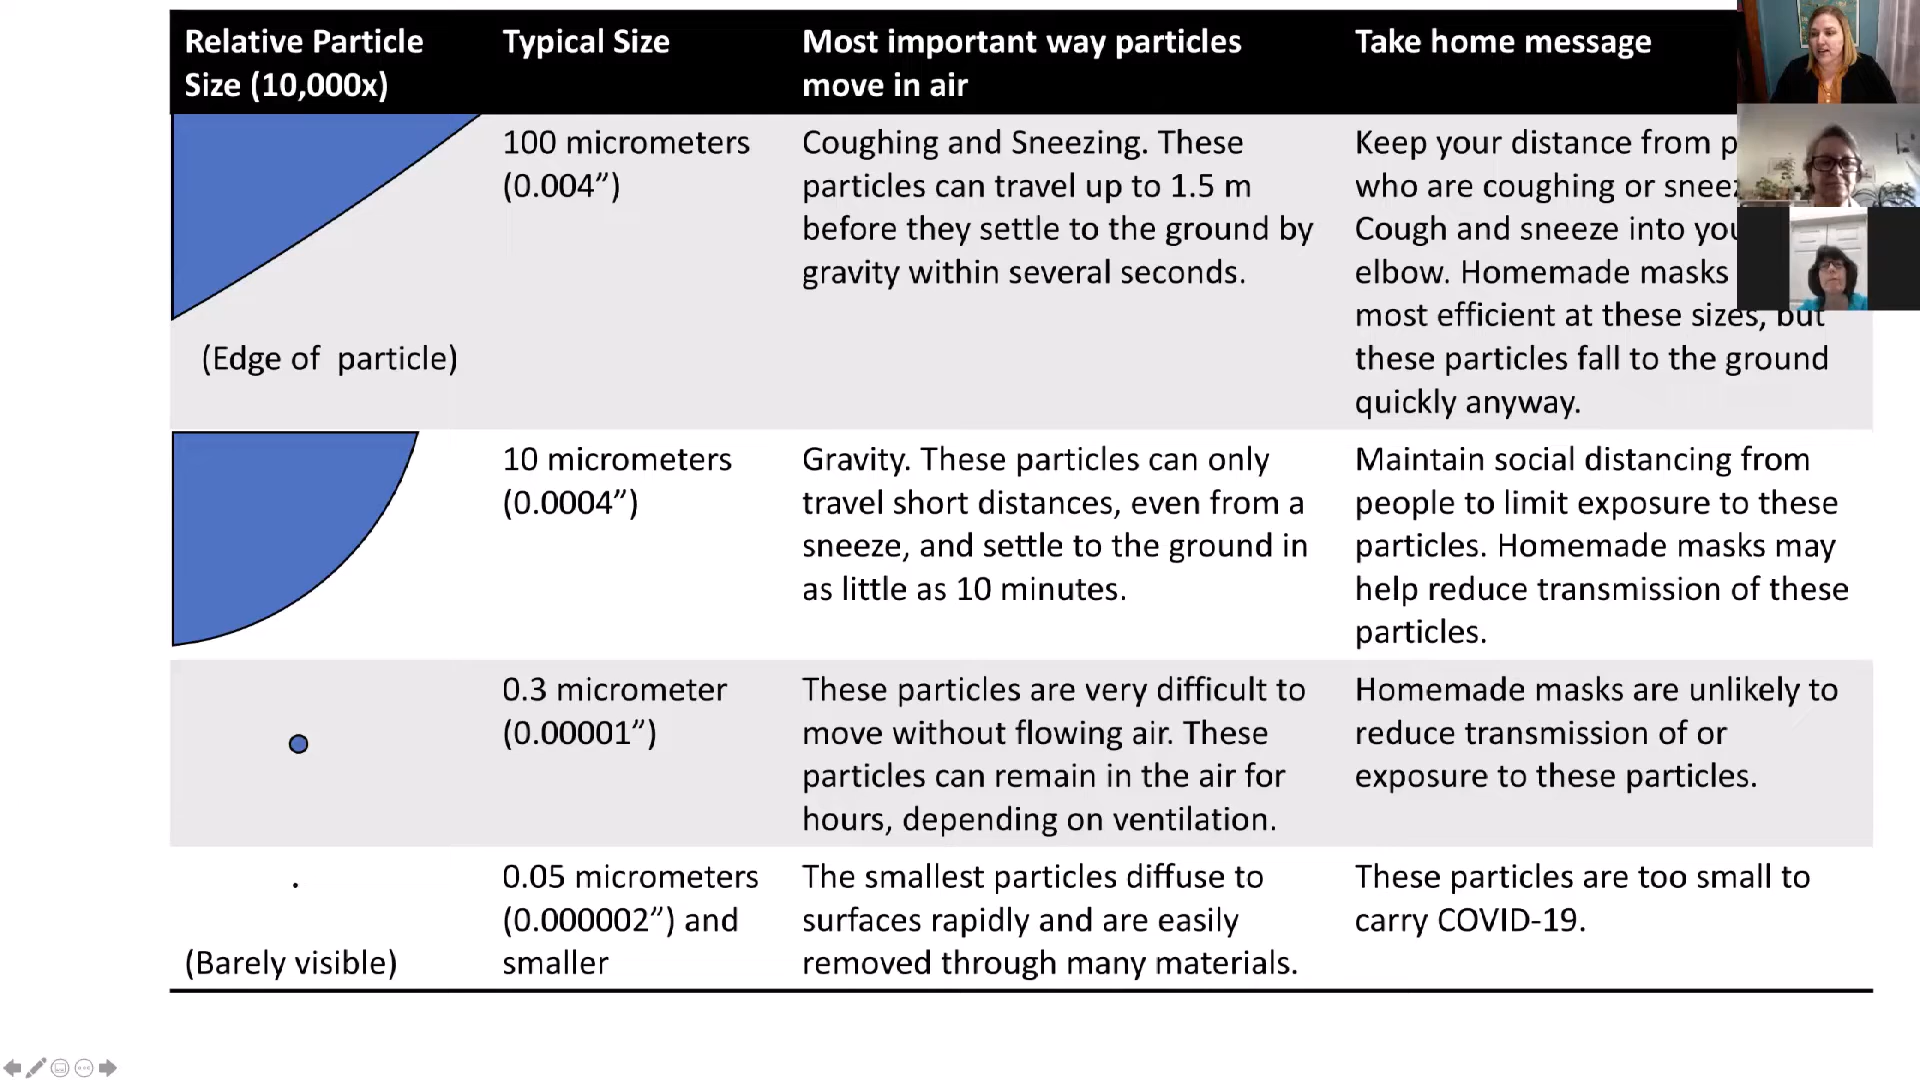 Relative Particle
Size (10,000x)
Typical Size
Most important way particles
move in air
Take home message
(Edge of particle)
100 micrometers
(0.004”)
Coughing and Sneezing. These
particles can travel up to 1.5 m
before they settle to the ground by
gravity within several seconds.
Keep your distance from
who are coughing or
Cough and sneeze into
elbow. Homemade masks
most efficient at these sizes, but
these particles fall to the ground
quickly anyway.
10 micrometers
(0.0004”)
Gravity. These particles can only
travel short distances, even from a
sneeze, and settle to the ground in
as little as 10 minutes.
Maintain social distancing from
people to limit exposure to these
particles. Homemade masks may
help reduce transmission of these
particles.
0.3 micrometer
(0.00001”)
These particles are very difficult to
move without flowing air. These
particles can remain in the air for
hours, depending on ventilation.
Homemade masks are unlikely to
reduce transmission of or
exposure to these particles.
(Barely visible)
0.05 micrometers
(0.000002”) and
smaller
The smallest particles diffuse to
surfaces rapidly and are easily
removed through many materials.
These particles are too small to
carry COVID-19.